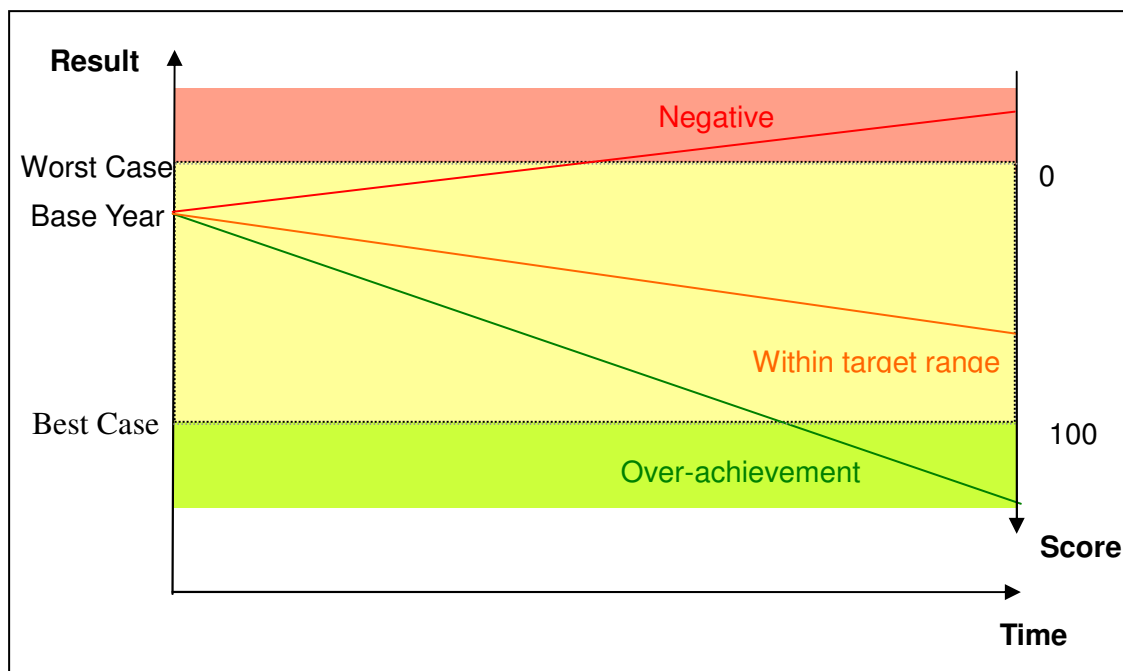 Result
Negative
Worst Case
0
Base Year
Within target range
Best Case
100
Over-achievement
Score
Time